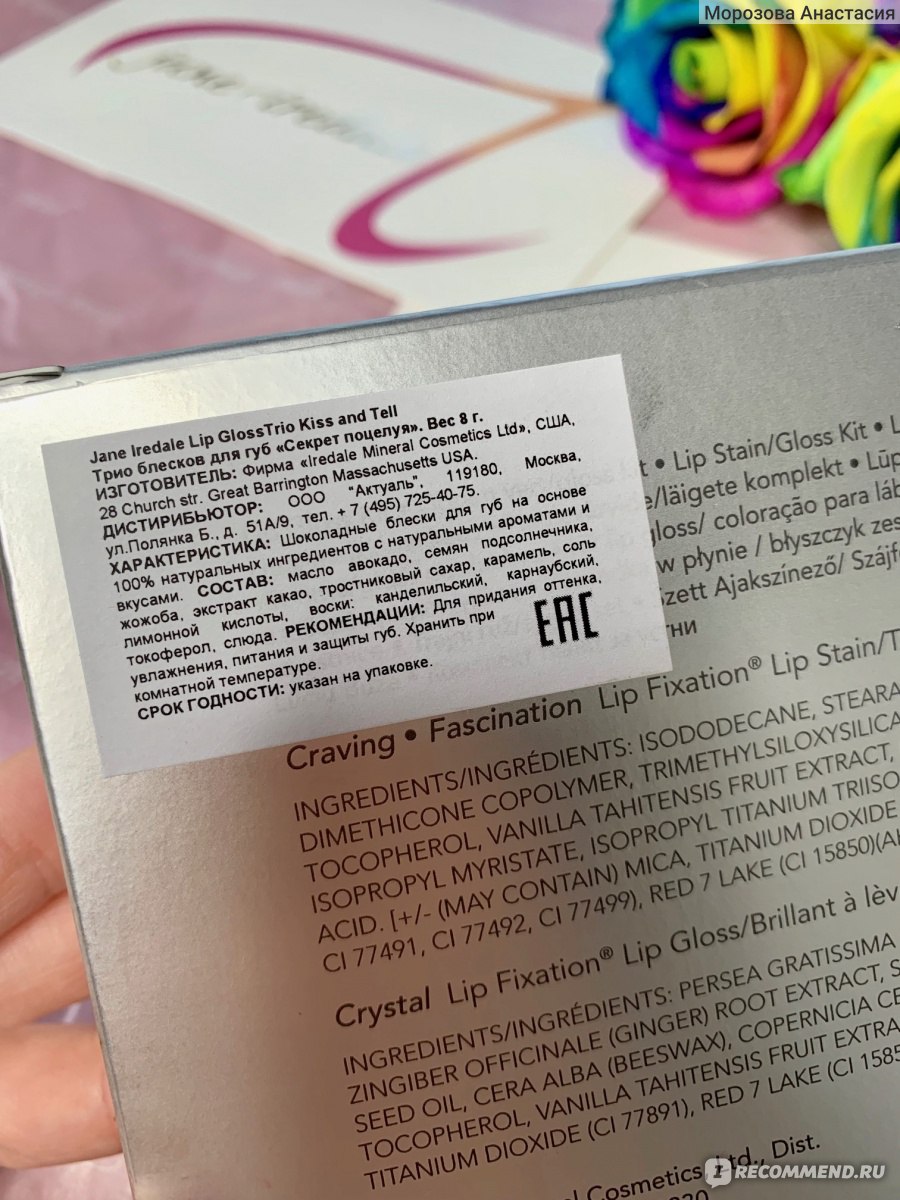 Морозова Анастасия
jane iredale
Jane Iredale Lip GlossTrio Kiss and Tell
Трио блесков для губ «Секрет поцелуя». Вес 8 г.
ИЗГОТОВИТЕЛЬ: Фирма «Iredale Mineral Cosmetics Ltd», США,
28 Church str. Great Barrington Massachusetts USA.
ДИСТИРИБЬЮТОР: ООО "Актуаль", 119180, Москва,
ул.Полянка Б., д. 51А/9, тел. + 7 (495) 725-40-75.
ХАРАКТЕРИСТИКА: Шоколадные блески для губ на основе
100% натуральных ингредиентов с натуральными ароматами и
вкусами. СОСТАВ: масло авокадо, семян подсолнечника,
жожоба, экстракт какао, тростниковый сахар, карамель, соль
лимонной кислоты, воски: канделильский, карнаубский,
токоферол, слюда. РЕКОМЕНДАЦИИ: Для придания оттенка,
увлажнения, питания и защиты губ. Хранить при
комнатной температуре.
СРОК ГОДНОСТИ: указан на упаковке.
EAC
• Lip Stain/Gloss Kit •
/läigete komplekt •
gloss/ coloração para
w płynie / błyszczyk
Ajakszínező/
Craving • Fascination Lip Fixation® Lip Stain/
INGREDIENTS/INGRÉDIENTS: ISODODECANE,
DIMETHICONE COPOLYMER, TRIMETHYLSILOXYSILICA
TOCOPHEROL, VANILLA TAHITENSIS FRUIT EXTRACT,
ISOPROPYL MYRISTATE, ISOPROPYL TITANIUM
ACID. [+/- (MAY CONTAIN) MICA, TITANIUM DIOXIDE
CI 77491, CI 77492, CI 77499), RED 7 LAKE (CI 15850)
Crystal Lip Fixation® Lip Gloss/Brillant à
INGREDIENTS/INGRÉDIENTS: PERSEA GRATISSIMA
ZINGIBER OFFICINALE (GINGER) ROOT EXTRACT,
SEED OIL, CERA ALBA (BEESWAX), COPERNICIA
TOCOPHEROL, VANILLA TAHITENSIS FRUIT
TITANIUM DIOXIDE (CI 77891), RED 7 LAKE (CI
Cosmetics Ltd., Dist.
IRECOMMEND.RU